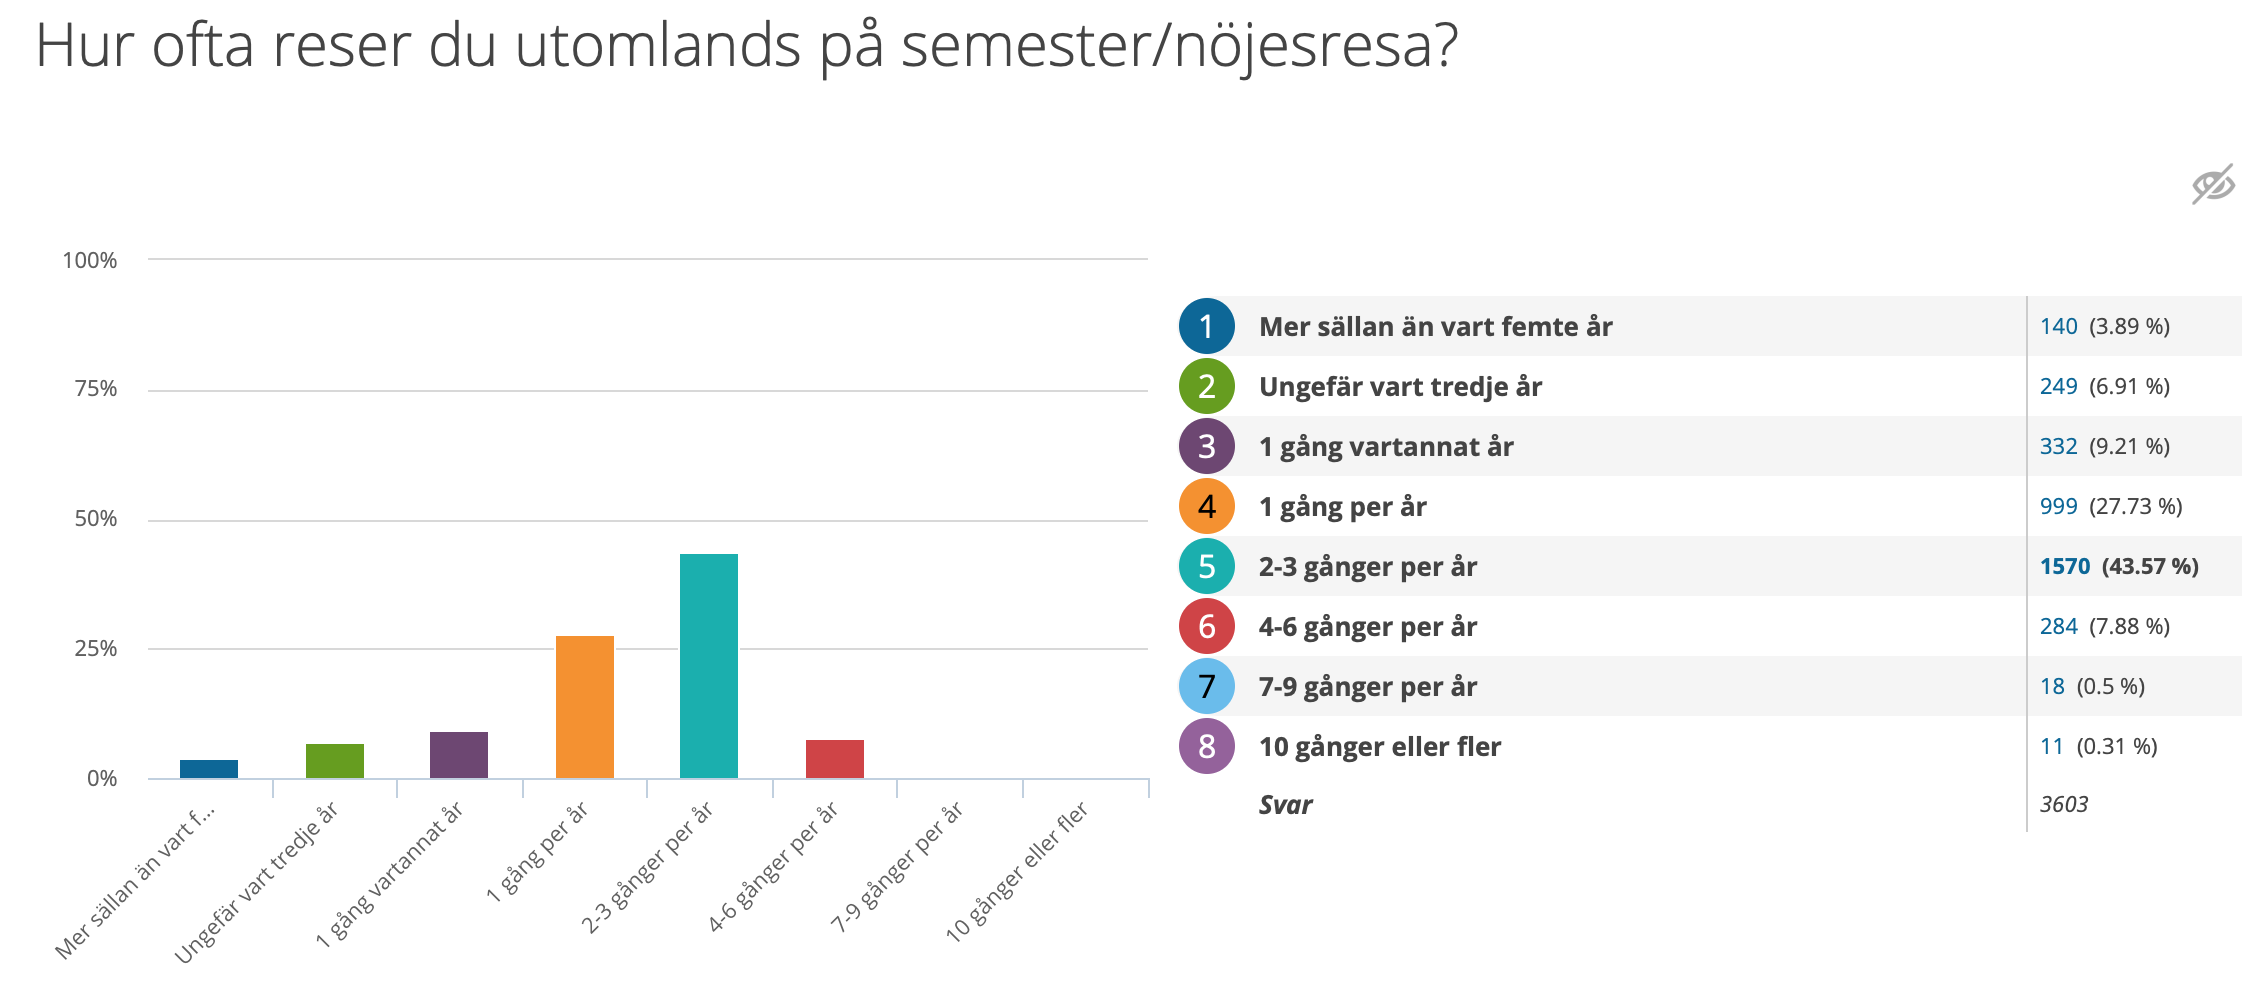 Hur ofta reser du utomlands på semester/nöjesresa?
100%
75%
50%
25%
0%
Mer sällan än vart f...
Ungefär vart tredje år
1 gång vartannat år
1 gång per år
2-3 gånger per år
4-6 gånger per år
7-9 gånger per år
10 gånger eller fler
1 Mer sällan än vart femte år 140 (3.89 %)
2 Ungefär vart tredje år 249 (6.91 %)
3 1 gång vartannat år 332 (9.21 %)
4 1 gång per år 999 (27.73 %)
5 2-3 gånger per år 1570 (43.57 %)
6 4-6 gånger per år 284 (7.88 %)
7 7-9 gånger per år 18 (0.5 %)
8 10 gånger eller fler 11 (0.31 %)
Svar 3603